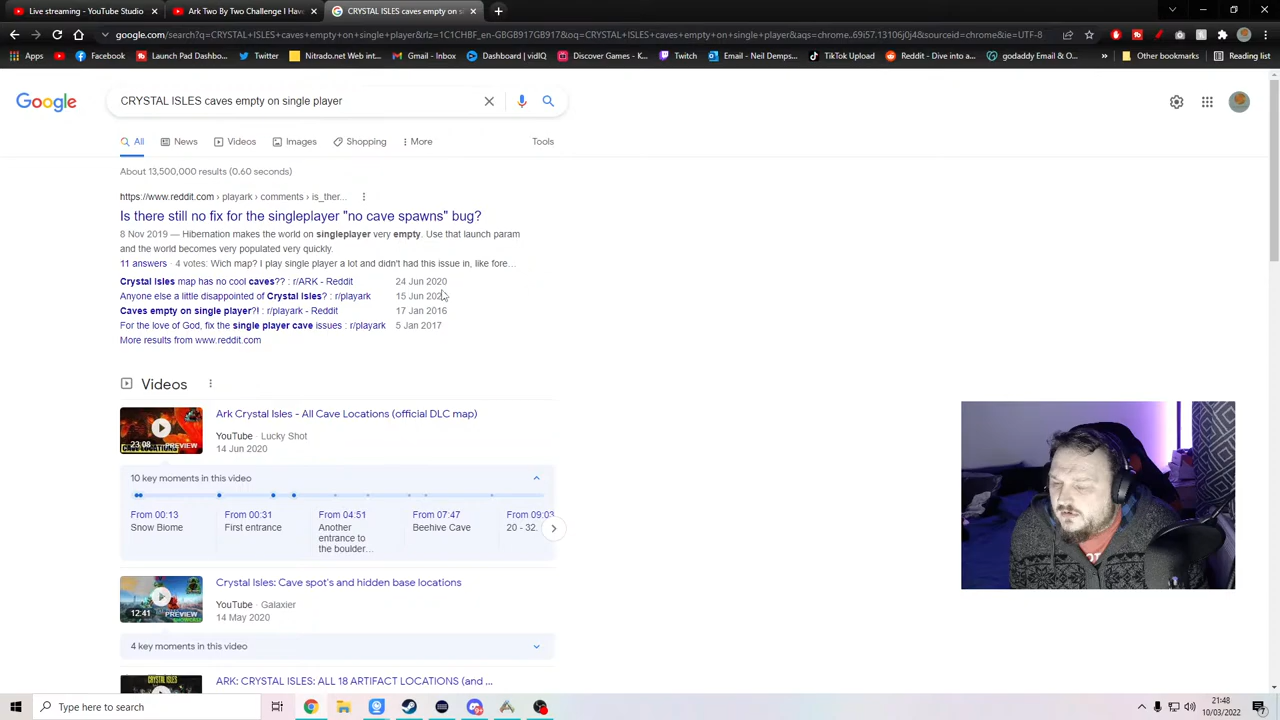 Live streaming - YouTube Studio
Ark Two By Challenge I Have
CRYSTAL ISLES caves empty on s
google.com/search?q=CRYSTAL+ISLES+caves+empty+on+single+player&rlz=1C1CHBF_en-GBGB917GB917&oq=CRYSTAL+ISLES+caves+empty+on+single+player&aqs=chrome..69i57.13106j0j4&sourceid=chrome&ie=UTF-8
Apps
Facebook
Launch Pad Dashbo...
Twitter
Nitrado.net Web int...
Gmail - Inbox
Dashboard | vidIQ
Discover Games - K...
Twitch
Email - Neil Demps...
TikTok Upload
Reddit - Dive into a...
goddady Email & O...
Reading list
Google
CRYSTAL ISLES caves empty on single player
All
News
Videos
Images
Shopping
More
Tools
About 13,500,000 results (0.60 seconds)
https://www.reddit.com › playark › comments › is_ther...
Is there still no fix for the singleplayer "no cave spawns" bug?
8 Nov 2019 — Hibernation makes the world on singleplayer very empty. Use that launch param
and the world becomes very populated very quickly.
11 answers · 4 votes: Wich map? I play single player a lot and didn't had this issue in, like fore...
Crystal Isles map has no cool caves?? : r/ARK - Reddit 24 Jun 2020
Anyone else a little disappointed of Crystal Isles? : r/playark 15 Jun 2020
Caves empty on single player?! : r/playark - Reddit 17 Jan 2016
For the love of God, fix the single player cave issues : r/playark 5 Jan 2017
More results from www.reddit.com
Videos
Ark Crystal Isles - All Cave Locations (official DLC map)
YouTube · Lucky Shot
14 Jun 2020
23:08 PREVIEW
10 key moments in this video
From 00:13
Snow Biome
From 00:31
First entrance
From 04:51
Another
entrance to
the boulder...
From 07:47
Beehive Cave
From 09:03
20 - 32.
Crystal Isles: Cave spot's and hidden base locations
YouTube · Galaxier
14 May 2020
12:41 PREVIEW
4 key moments in this video
ARK: CRYSTAL ISLES: ALL 18 ARTIFACT LOCATIONS (and ...
CRYSTAL ISLES
Type here to search
21:48
10/03/2022